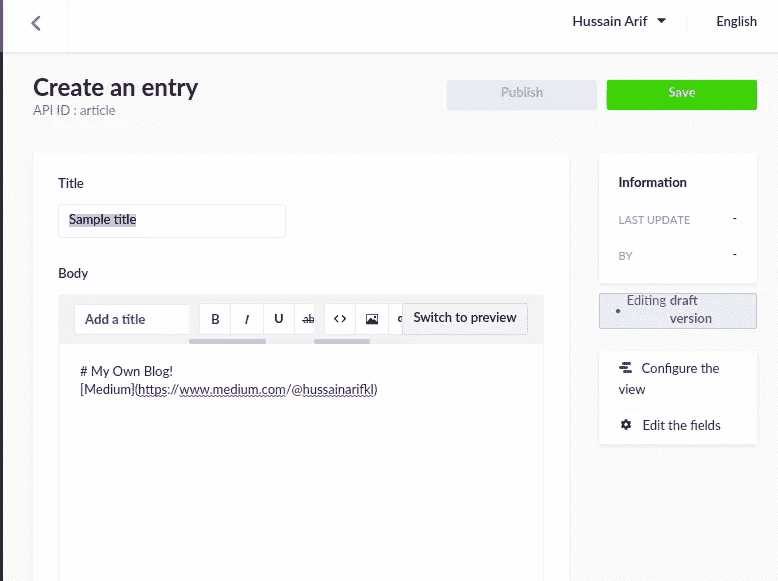 Hussain Arif English
Create an entry
API ID : article
Publish Save
Title
Sample title
Body
Add a title B I U ab <> Switch to preview
# My Own Blog!
[Medium](https://www.medium.com/@hussainarifkl)
Information
LAST UPDATE -
BY -
Editing draft
version
Configure the
view
Edit the fields